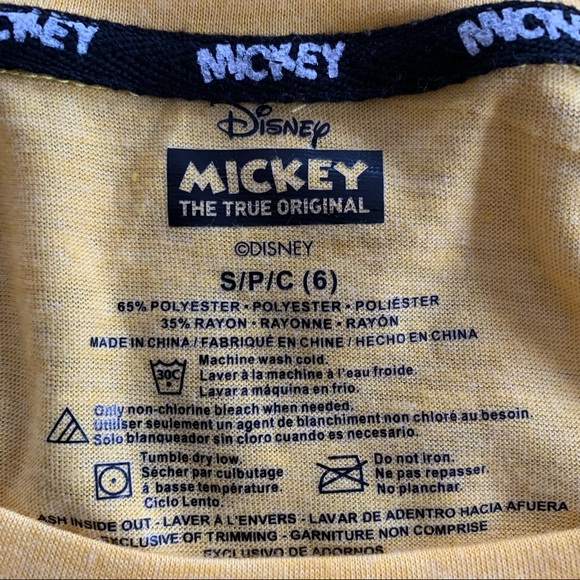 MICKEY MICKEY MICKEY
Disney
MICKEY
THE TRUE ORIGINAL
©DISNEY
S/P/C (6)
65% POLYESTER • POLYESTER • POLIÉSTER
35% RAYON • RAYONNE • RAYÓN
MADE IN CHINA / FABRIQUÉ EN CHINE / HECHO EN CHINA
30C
Machine wash cold.
Laver à la machine à l'eau froide.
Lavar a máquina en frio.
Only non-chlorine bleach when needed.
Utiliser seulement un agent de blanchiment non chloré au besoin
Sólo blanqueador sin cloro cuando es necesario.
Tumble dry low.
Sécher par culbutage
à basse température.
Ciclo Lento.
Do not iron.
Ne pas repasser.
No planchar.
ASH INSIDE OUT - LAVER À L'ENVERS - LAVAR DE ADENTRO HACIA AFUERA
EXCLUSIVE OF TRIMMING - GARNITURE NON COMPRISE
EXCLUSIVO DE ADORNOS